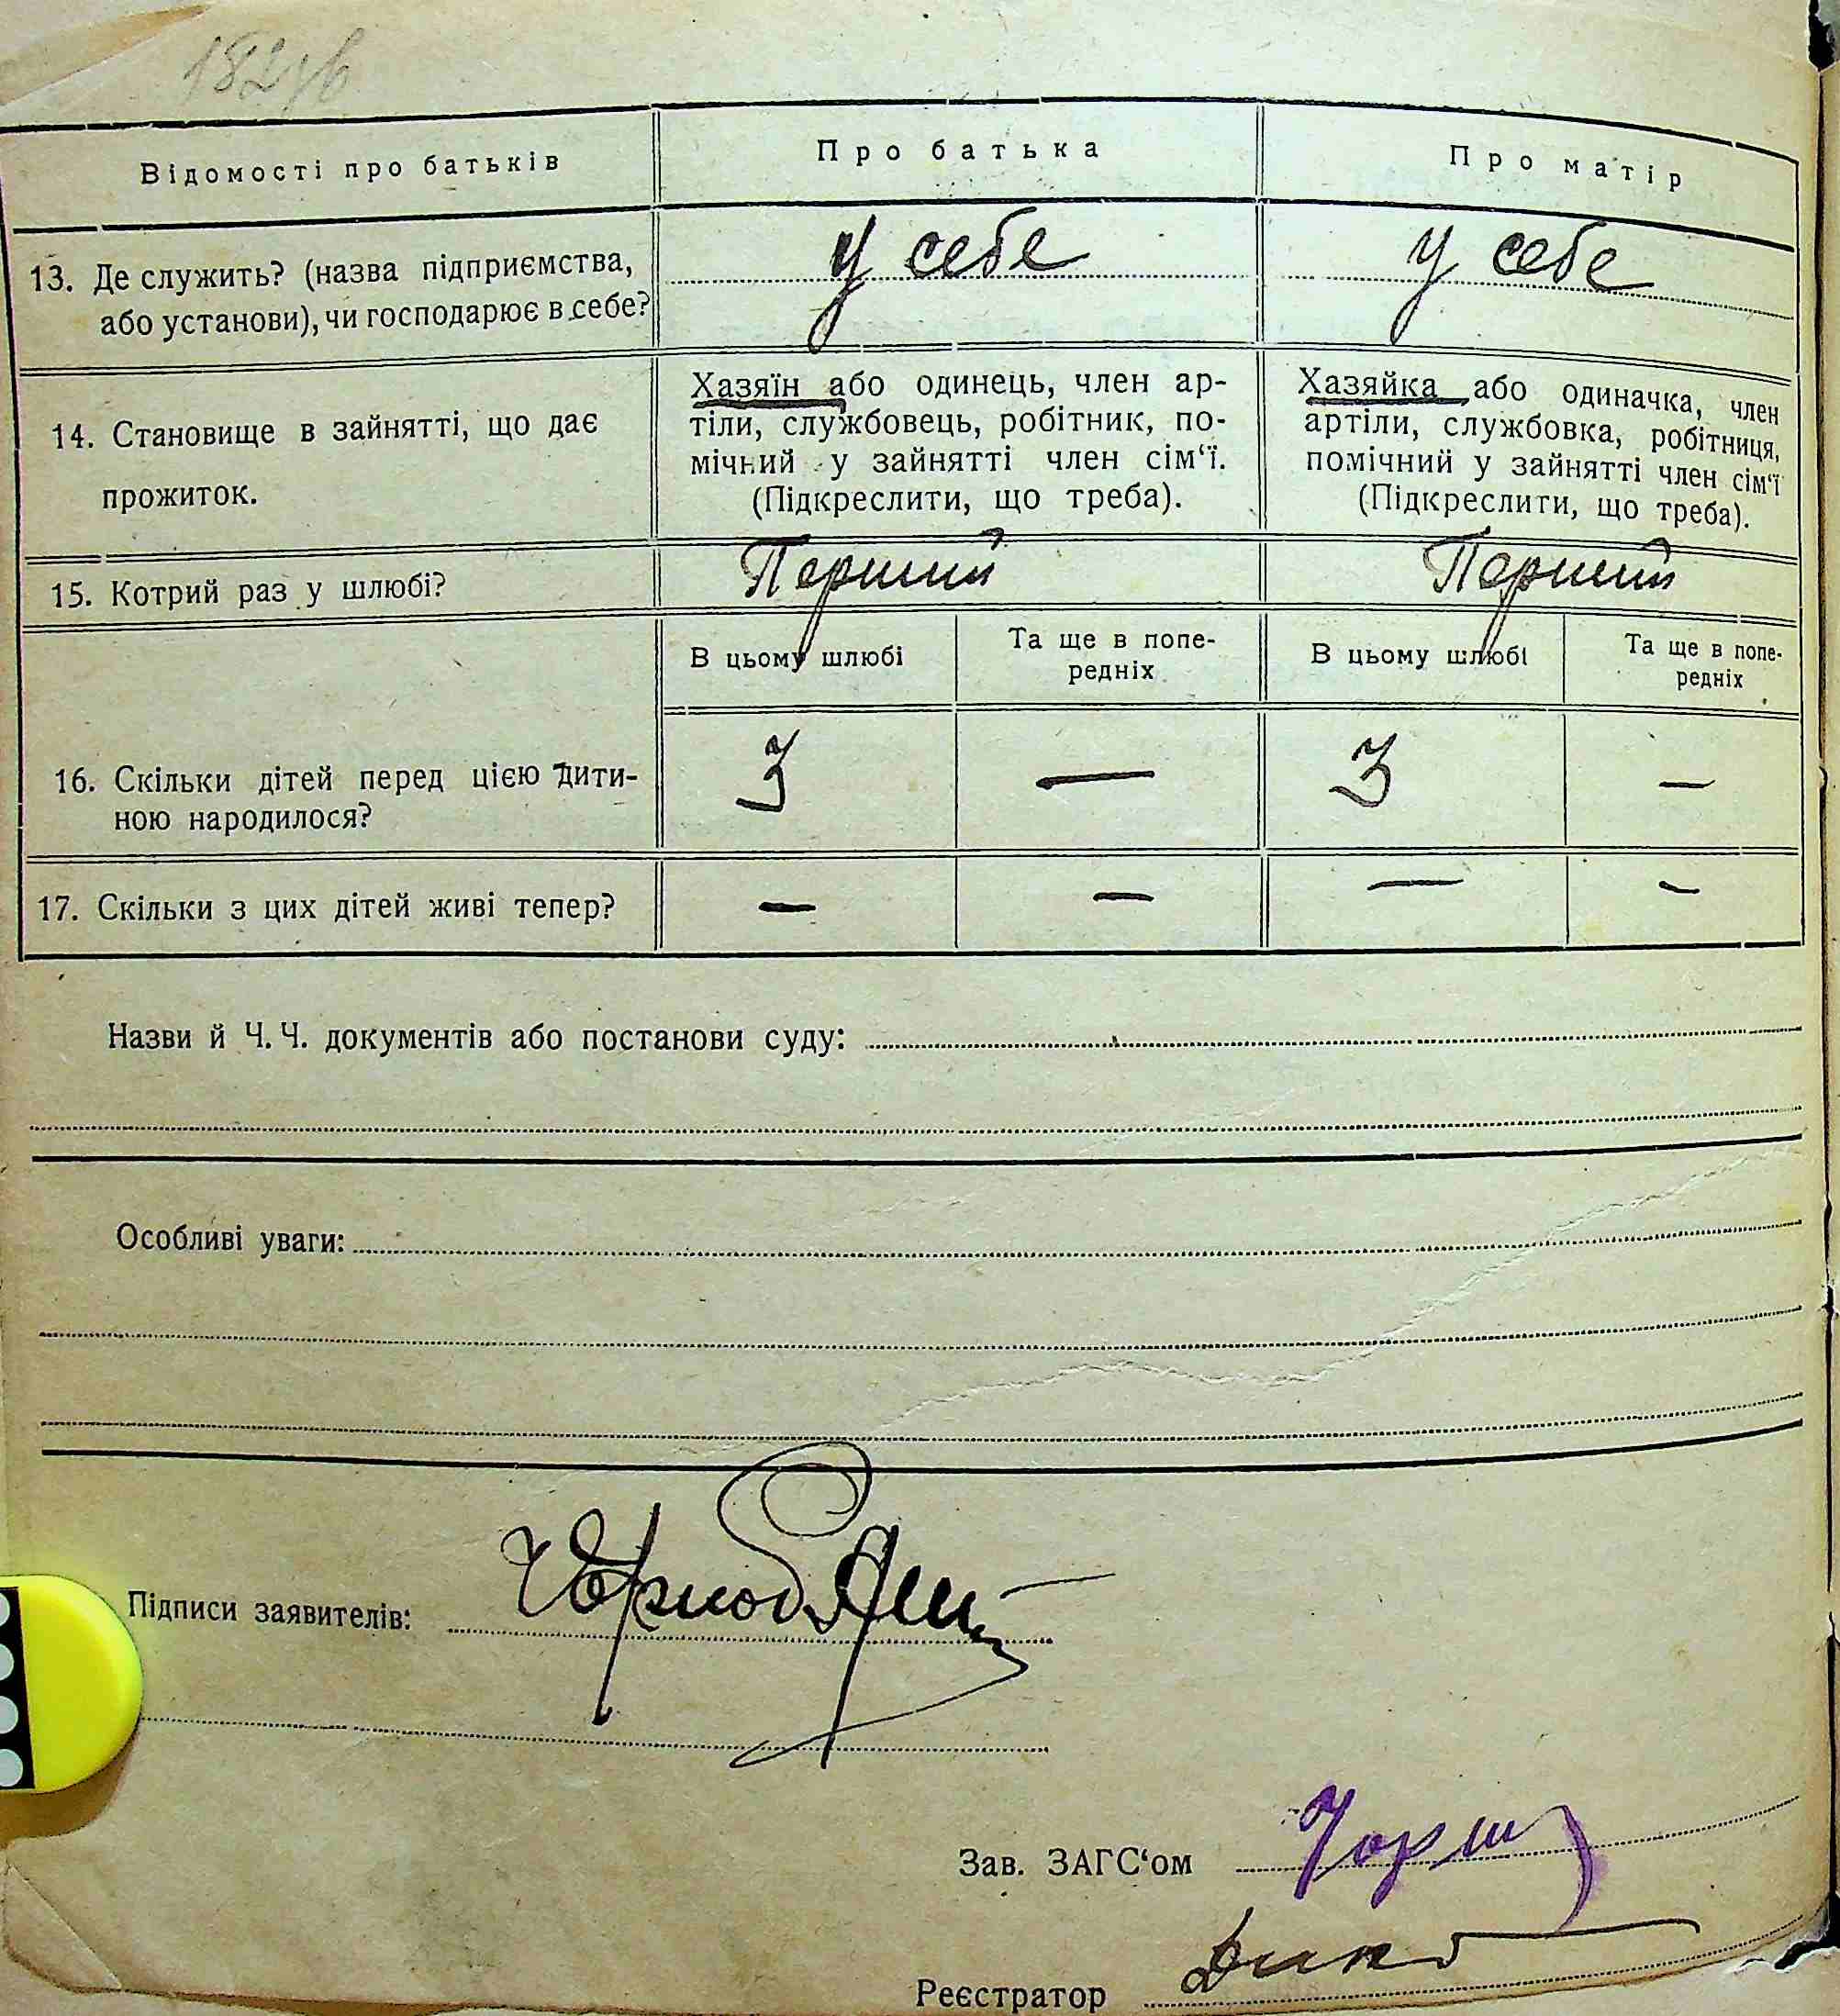 Відомості про батьків
Про батька
Про матір
13. Де служить? (назва підприємства,
або установи), чи господарює в себе?
у себе
у себе
14. Становище в зайнятті, що дає
прожиток.
Хазяїн або одинець, член ар-
тіли, службовець, робітник, по-
мічний у зайнятті член сім‘ї.
(Підкреслити, що треба).
Хазяйка або одиначка, член
артіли, службовка, робітниця,
помічний у зайнятті член сім‘ї
(Підкреслити, що треба).
15. Котрий раз у шлюбі?
Перший
Перший
В цьому шлюбі
Та ще в попе-
редніх
В цьому шлюбі
Та ще в попе-
редніх
16. Скільки дітей перед цією дити-
ною народилося?
3
—
3
—
17. Скільки з цих дітей живі тепер?
—
—
—
—
Назви й Ч. Ч. документів або постанови суду:
Особливі уваги:
Підписи заявителів:
Зав. ЗАГС‘ом
Реєстратор